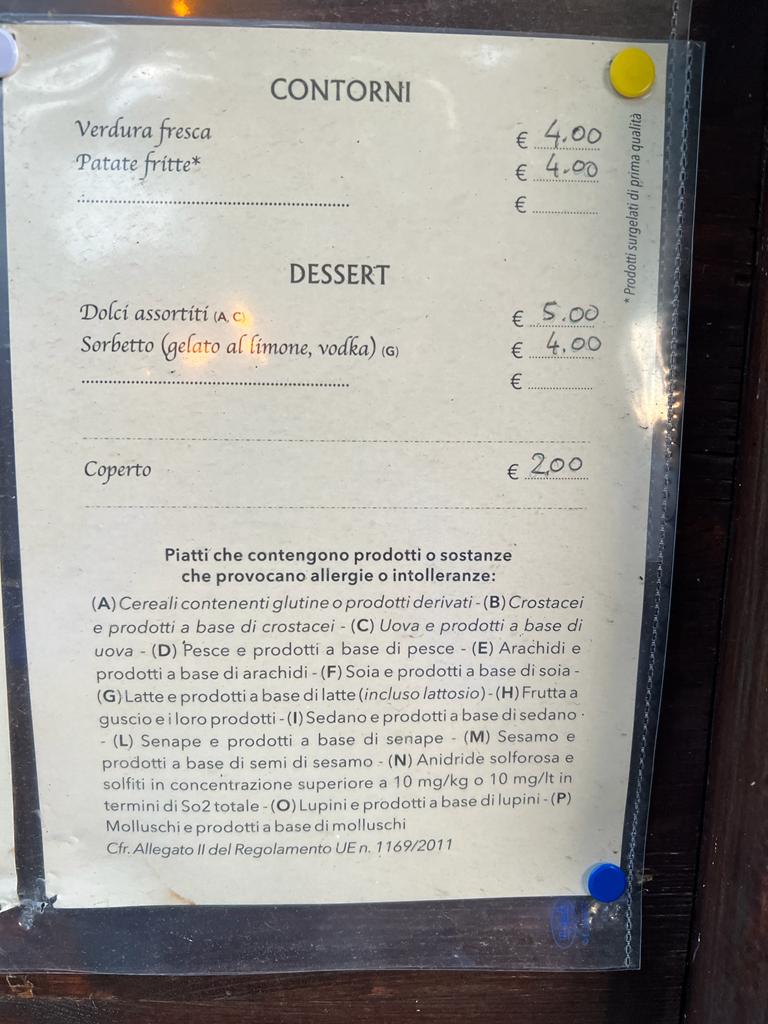 CONTORNI
Verdura fresca € 4.00
Patate fritte* € 4.00
€
* Prodotti surgelati di prima qualità
DESSERT
Dolci assortiti (A, C) € 5.00
Sorbetto (gelato al limone, vodka) (G) € 4.00
€
Coperto € 2,00
Piatti che contengono prodotti o sostanze
che provocano allergie o intolleranze:
(A) Cereali contenenti glutine o prodotti derivati - (B) Crostacei
e prodotti a base di crostacei - (C) Uova e prodotti a base di
uova - (D) Pesce e prodotti a base di pesce - (E) Arachidi e
prodotti a base di arachidi - (F) Soia e prodotti a base di soia -
(G) Latte e prodotti a base di latte (incluso lattosio) - (H) Frutta a
guscio e i loro prodotti - (I) Sedano e prodotti a base di sedano -
- (L) Senape e prodotti a base di senape - (M) Sesamo e
prodotti a base di semi di sesamo - (N) Anidride solforosa e
solfiti in concentrazione superiore a 10 mg/kg o 10 mg/lt in
termini di So2 totale - (O) Lupini e prodotti a base di lupini - (P)
Molluschi e prodotti a base di molluschi
Cfr. Allegato II del Regolamento UE n. 1169/2011